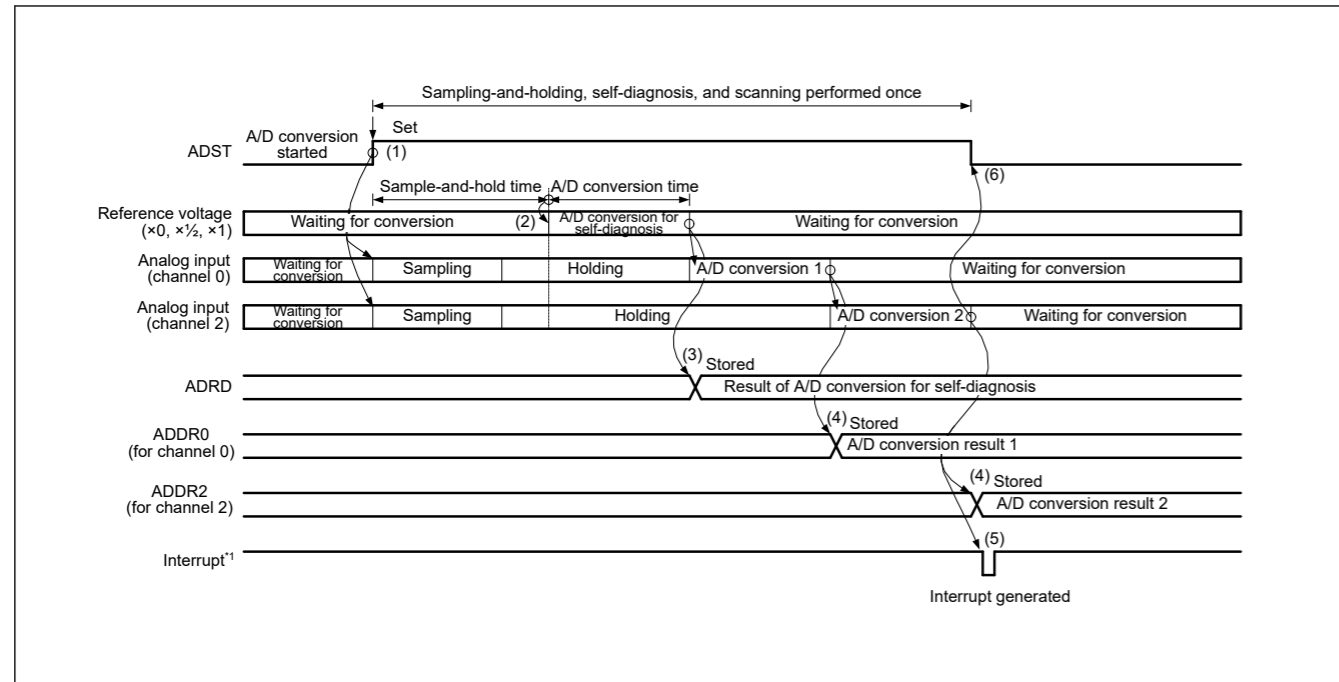 Sampling-and-holding, self-diagnosis, and scanning performed once
A/D conversion
started
Set
ADST
(1)
(6)
Sample-and-hold time
A/D conversion time
Reference voltage
(×0, ×½, ×1)
Waiting for conversion
(2)
A/D conversion for
self-diagnosis
Waiting for conversion
Analog input
(channel 0)
Waiting for
conversion
Sampling
Holding
A/D conversion 1
Waiting for conversion
Analog input
(channel 2)
Waiting for
conversion
Sampling
Holding
A/D conversion 2
Waiting for conversion
(3)
Stored
ADRD
Result of A/D conversion for self-diagnosis
(4)
Stored
ADDR0
(for channel 0)
A/D conversion result 1
(4)
Stored
ADDR2
(for channel 2)
A/D conversion result 2
(5)
Interrupt*1
Interrupt generated